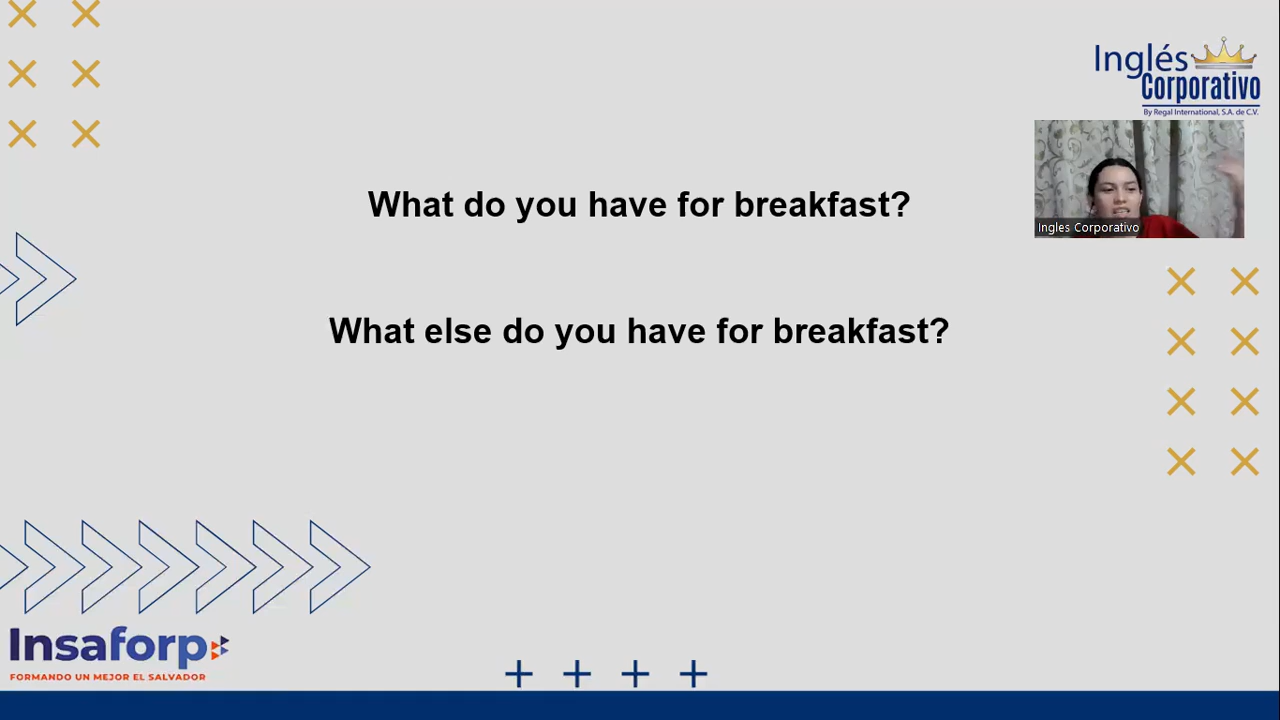 Inglés
Corporativo
By Regal International, S.A. de C.V.
What do you have for breakfast?
Ingles Corporativo
What else do you have for breakfast?
Insaforp
FORMANDO UN MEJOR EL SALVADOR